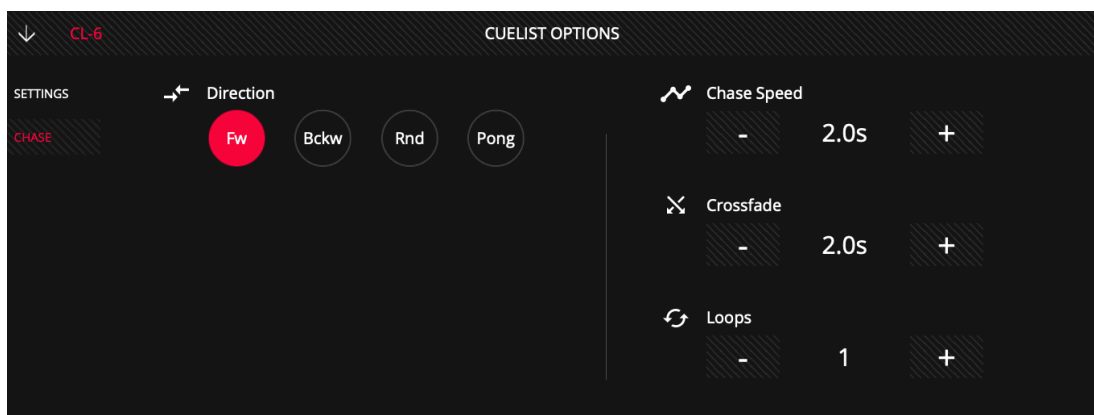 CL-6
CUELIST OPTIONS
SETTINGS
CHASE
Direction
Fw
Bckw
Rnd
Pong
Chase Speed
- 2.0s +
Crossfade
- 2.0s +
Loops
- 1 +